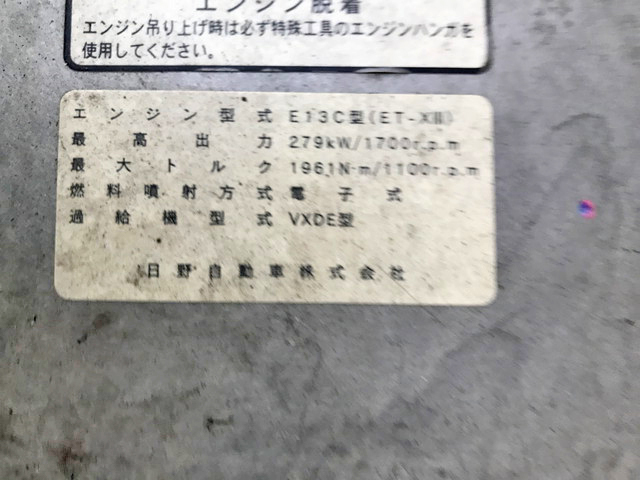 エンジン脱着
エンジン吊り上げ時は必ず特殊工具のエンジンハンガを
使用してください。
エンジン型式 E13C型(ET-XⅢ)
最高出力 279kW/1700r.p.m
最大トルク 1961N・m/1100r.p.m
燃料噴射方式 電子式
過給機型式 VXDE型
日野自動車株式会社